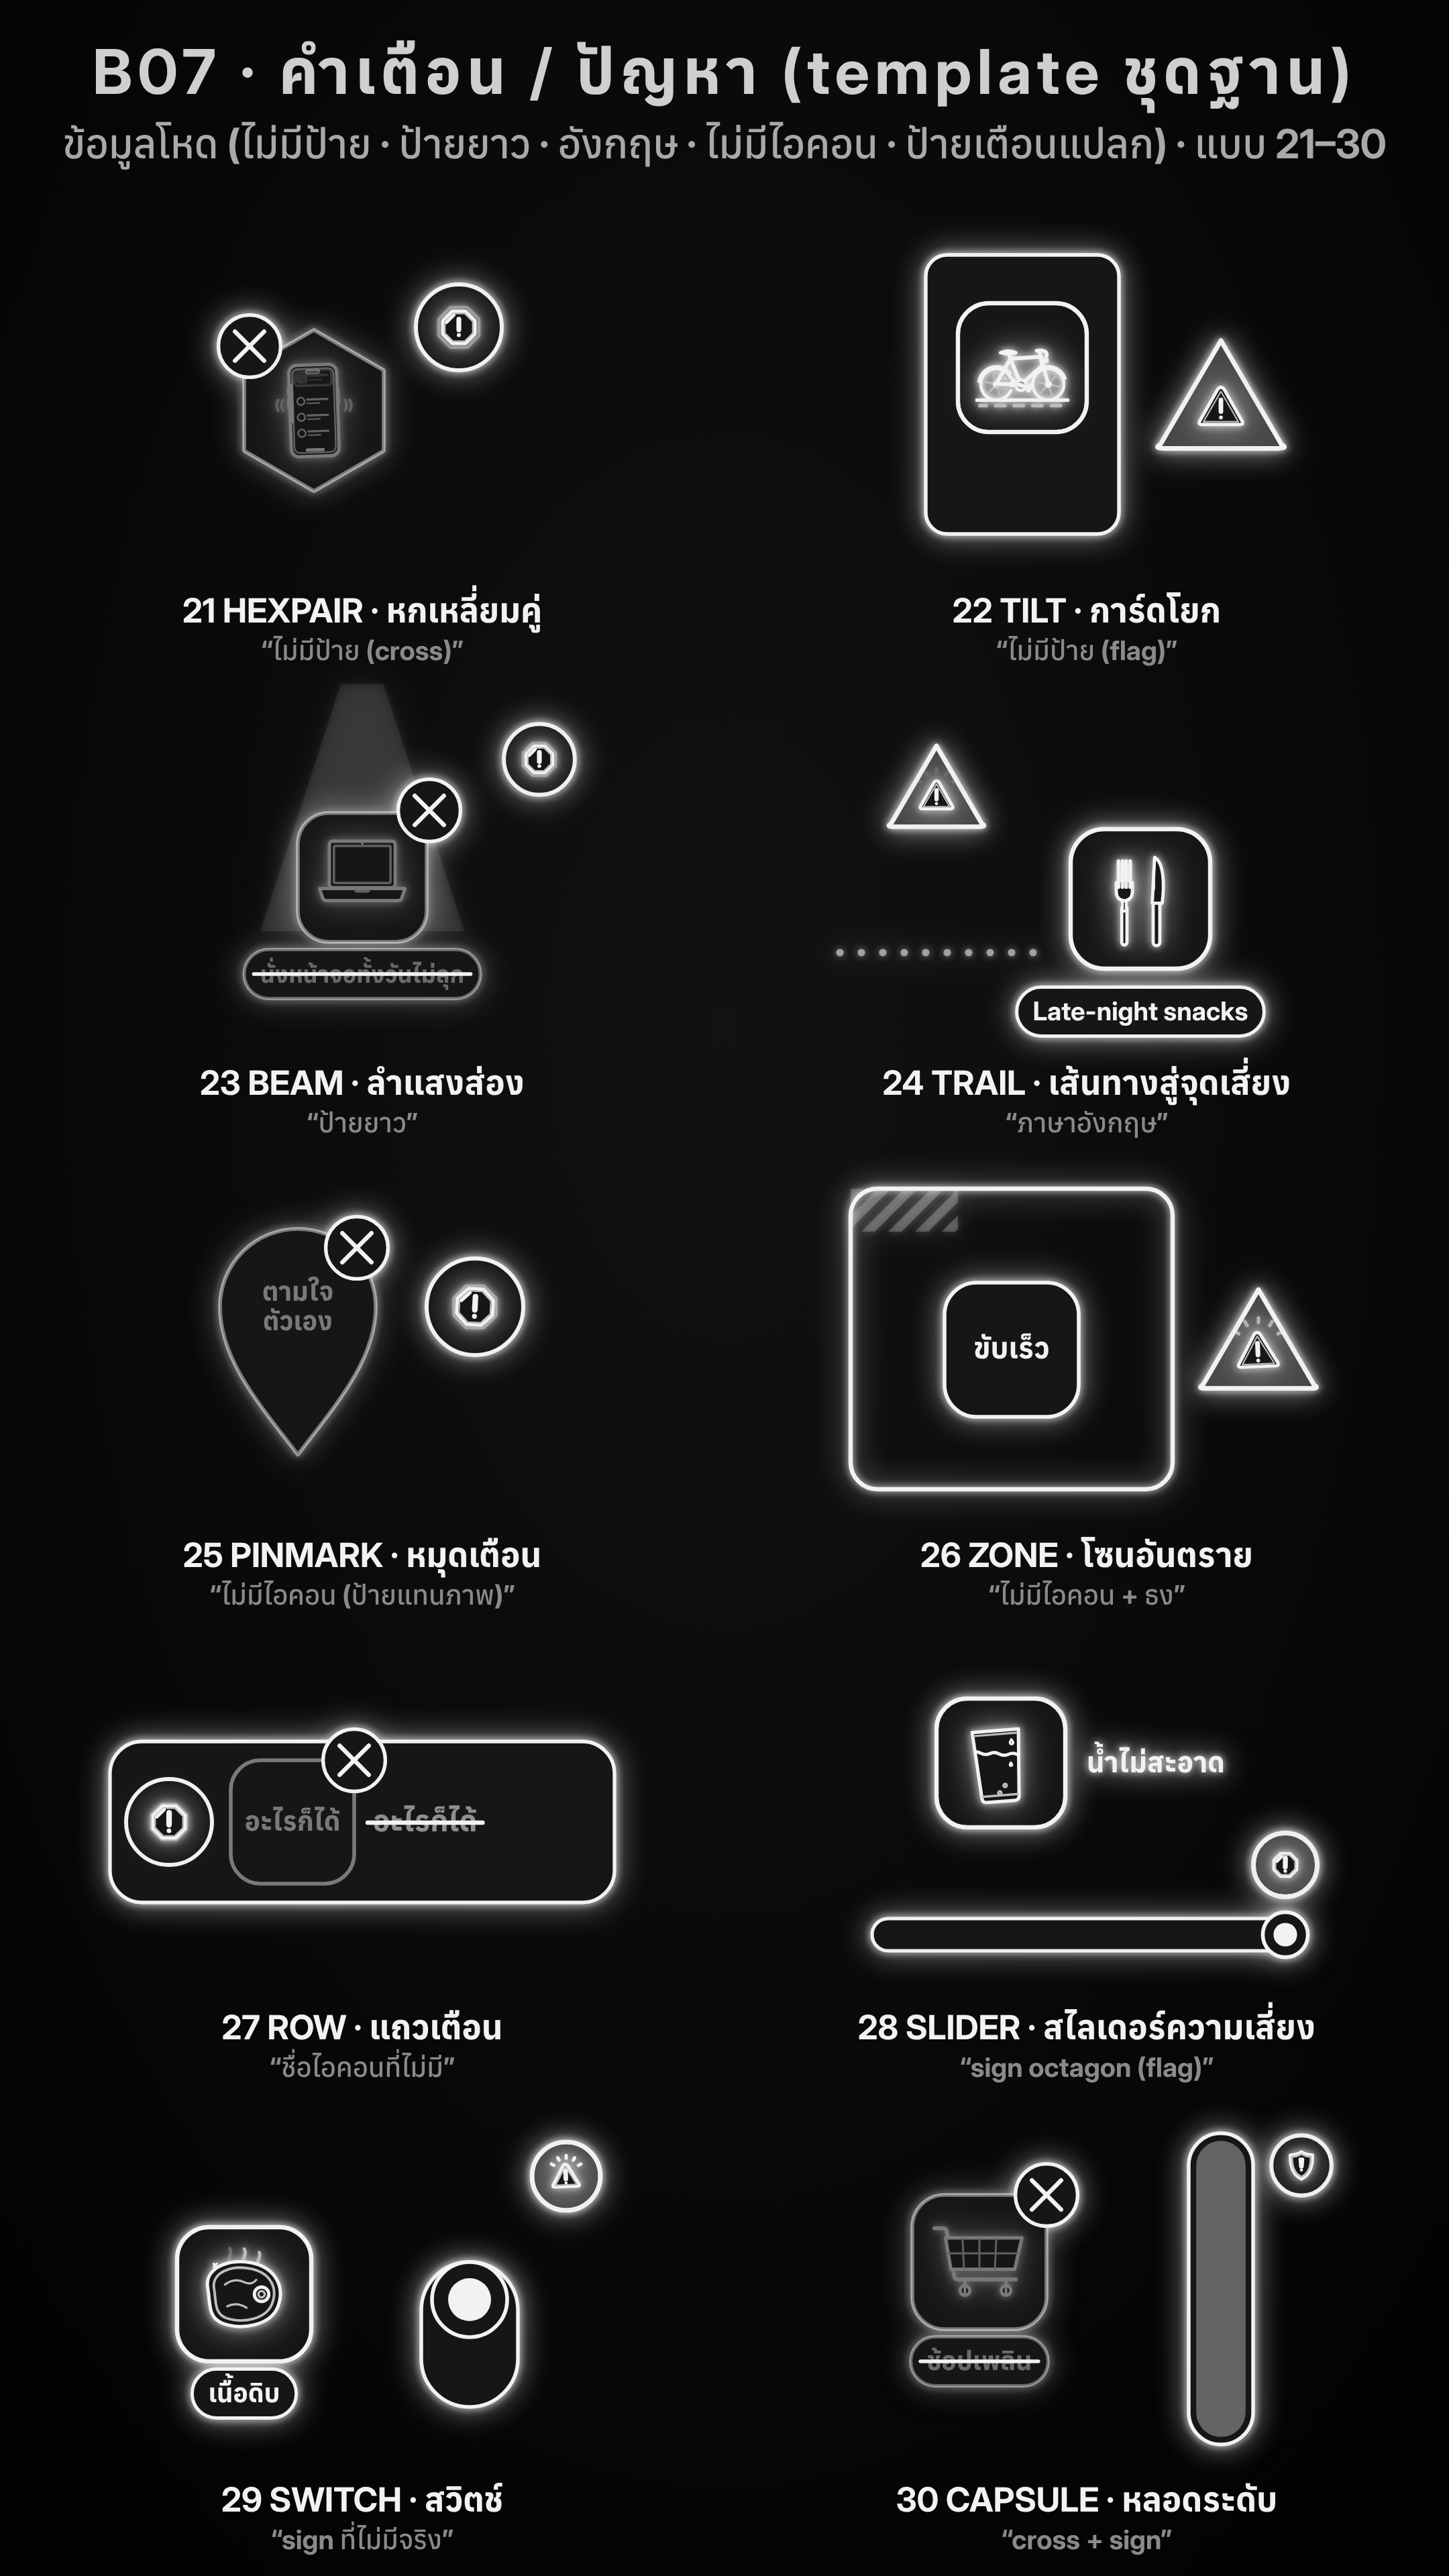 B07 · คำเตือน / ปัญหา (template ชุดฐาน)
ข้อมูลโหด (ไม่มีป้าย · ป้ายยาว · อังกฤษ · ไม่มีไอคอน · ป้ายเตือนแปลก) · แบบ 21–30
21 HEXPAIR · หกเหลี่ยมคู่
“ไม่มีป้าย (cross)”
22 TILT · การ์ดโยก
“ไม่มีป้าย (flag)”
นั่งหน้าจอทั้งวันไม่ลุก
23 BEAM · ลำแสงส่อง
“ป้ายยาว”
Late-night snacks
24 TRAIL · เส้นทางสู่จุดเสี่ยง
“ภาษาอังกฤษ”
ตามใจ
ตัวเอง
25 PINMARK · หมุดเตือน
“ไม่มีไอคอน (ป้ายแทนภาพ)”
ขับเร็ว
26 ZONE · โซนอันตราย
“ไม่มีไอคอน + ธง”
อะไรก็ได้ อะไรก็ได้
27 ROW · แถวเตือน
“ชื่อไอคอนที่ไม่มี”
น้ำไม่สะอาด
28 SLIDER · สไลเดอร์ความเสี่ยง
“sign octagon (flag)”
เนื้อดิบ
29 SWITCH · สวิตช์
“sign ที่ไม่มีจริง”
ช้อปเพลิน
30 CAPSULE · หลอดระดับ
“cross + sign”